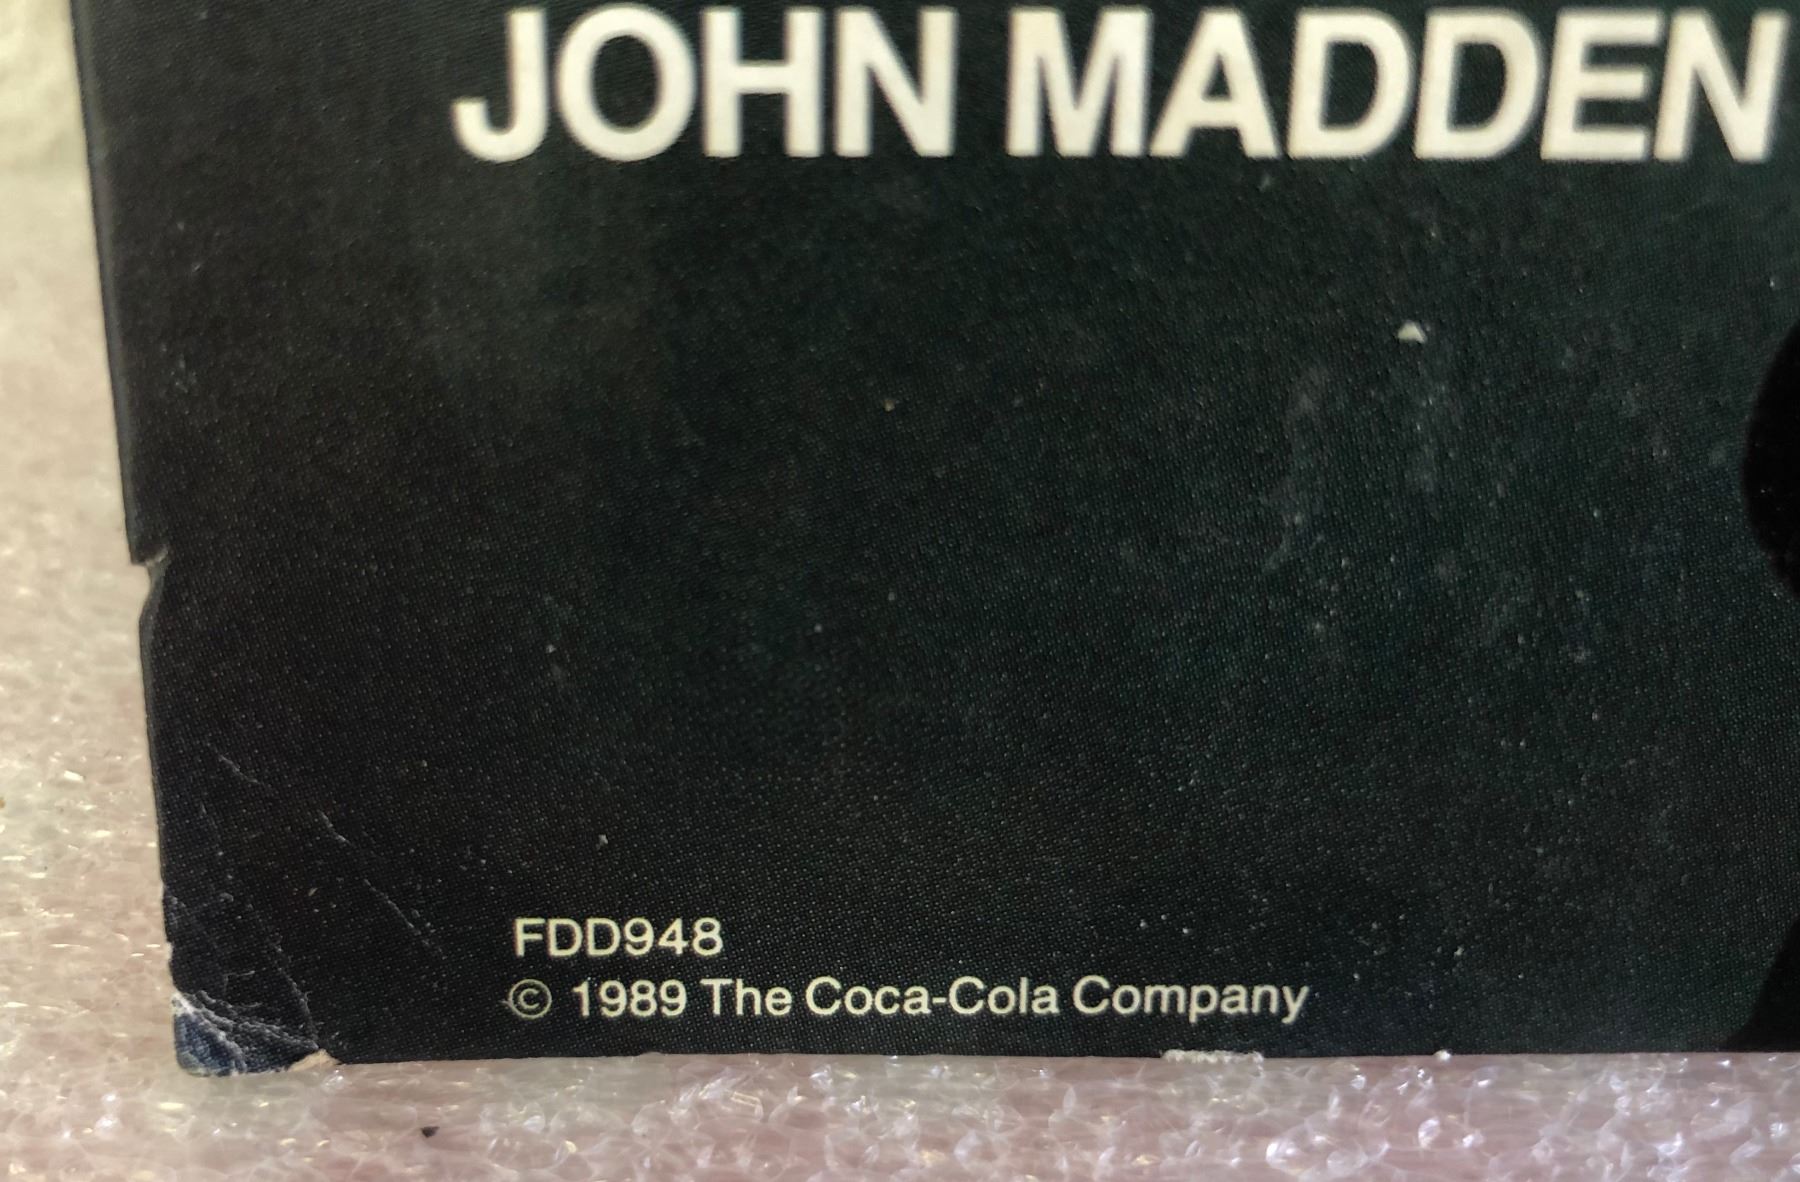 JOHN MADDEN
FDD948
© 1989 The Coca-Cola Company